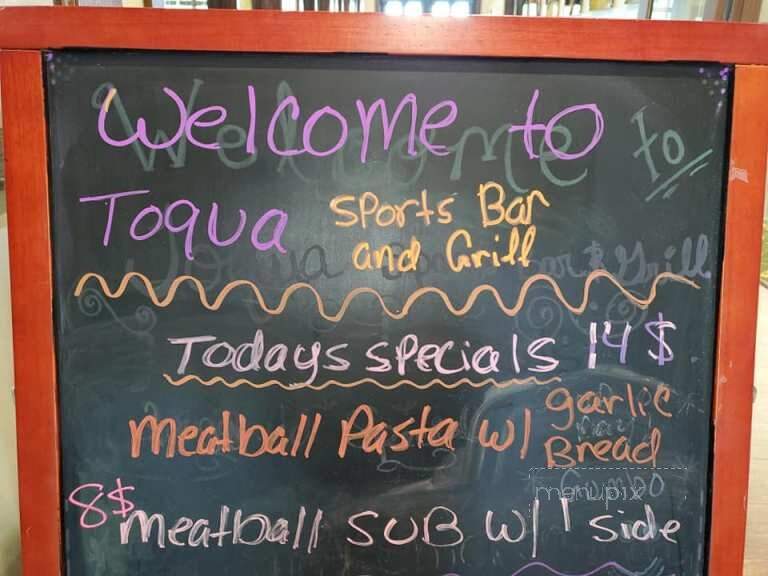 Welcome to
Toqua Sports Bar
and Grill
Todays specials 14$
meatball Pasta w/ garlic
Bread
8$ meatball SUB w/ 1 side
menupix